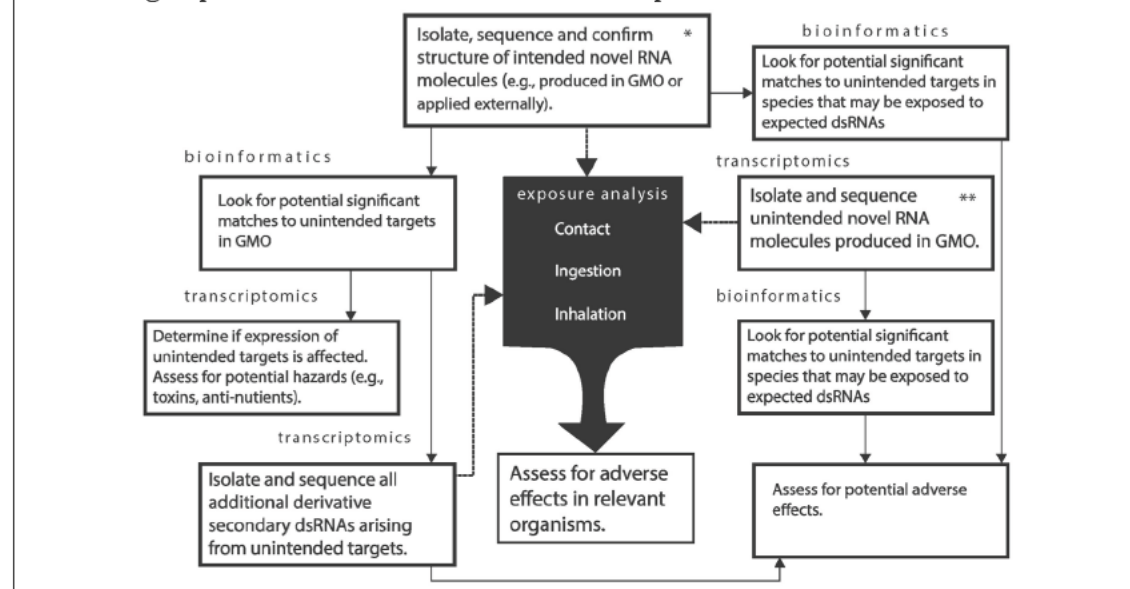 Isolate, sequence and confirm *
structure of intended novel RNA
molecules (e.g., produced in GMO or
applied externally).
bioinformatics
Look for potential significant
matches to unintended targets in
species that may be exposed to
expected dsRNAs
bioinformatics
Look for potential significant
matches to unintended targets
in GMO
exposure analysis
Contact
Ingestion
Inhalation
transcriptomics
Isolate and sequence **
unintended novel RNA
molecules produced in GMO.
transcriptomics
Determine if expression of
unintended targets is affected.
Assess for potential hazards (e.g.,
toxins, anti-nutients).
bioinformatics
Look for potential significant
matches to unintended targets in
species that may be exposed to
expected dsRNAs
transcriptomics
Isolate and sequence all
additional derivative
secondary dsRNAs arising
from unintended targets.
Assess for adverse
effects in relevant
organisms.
Assess for potential adverse
effects.